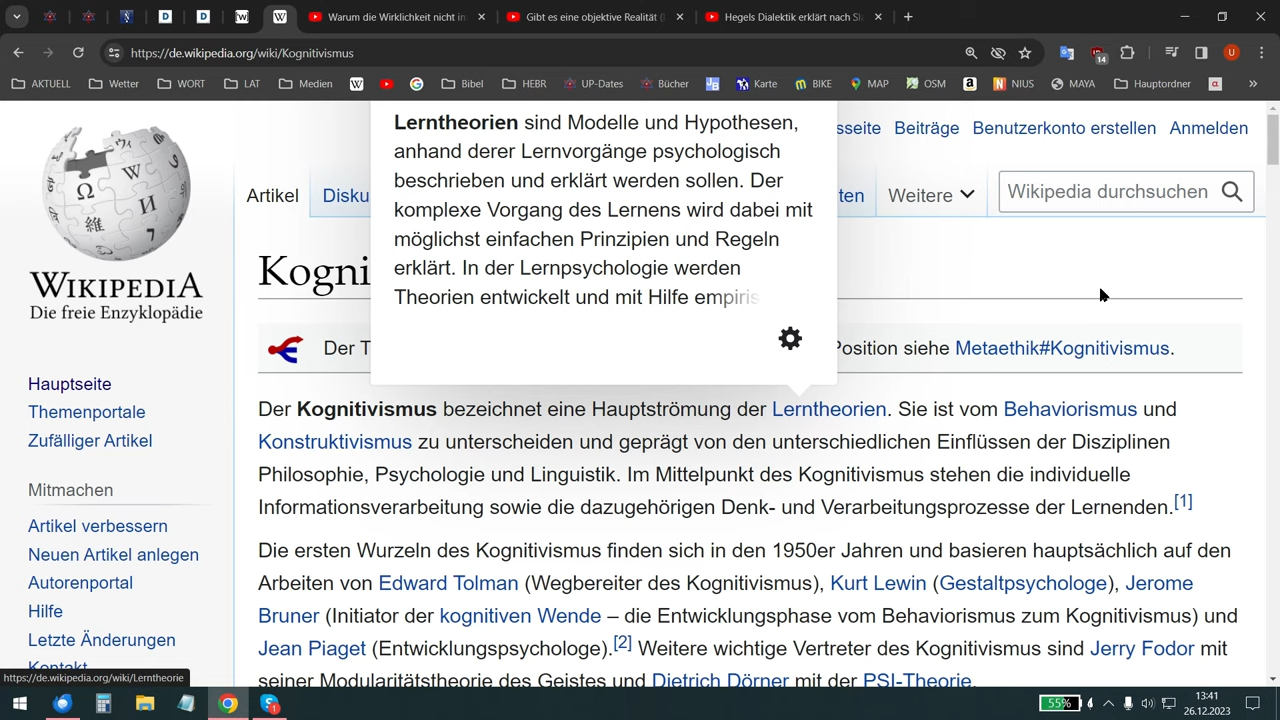 Warum die Wirklichkeit nicht in
Gibt es eine objektive Realität (
Hegels Dialektik erklärt nach Sl
https://de.wikipedia.org/wiki/Kognitivismus
14
U
AKTUELL
Wetter
WORT
LAT
Medien
Bibel
HEBR
UP-Dates
Bücher
Karte
BIKE
MAP
OSM
NIUS
MAYA
Hauptordner
Lerntheorien sind Modelle und Hypothesen,
anhand derer Lernvorgänge psychologisch
beschrieben und erklärt werden sollen. Der
komplexe Vorgang des Lernens wird dabei mit
möglichst einfachen Prinzipien und Regeln
erklärt. In der Lernpsychologie werden
Theorien entwickelt und mit Hilfe empiris
sseite Beiträge Benutzerkonto erstellen Anmelden
Artikel Disku ten Weitere
Wikipedia durchsuchen
WIKIPEDIA
Die freie Enzyklopädie
Kogni
Der T Position siehe Metaethik#Kognitivismus.
Hauptseite
Themenportale
Zufälliger Artikel
Mitmachen
Artikel verbessern
Neuen Artikel anlegen
Autorenportal
Hilfe
Letzte Änderungen
Kontakt
Der Kognitivismus bezeichnet eine Hauptströmung der Lerntheorien. Sie ist vom Behaviorismus und
Konstruktivismus zu unterscheiden und geprägt von den unterschiedlichen Einflüssen der Disziplinen
Philosophie, Psychologie und Linguistik. Im Mittelpunkt des Kognitivismus stehen die individuelle
Informationsverarbeitung sowie die dazugehörigen Denk- und Verarbeitungsprozesse der Lernenden.[1]
Die ersten Wurzeln des Kognitivismus finden sich in den 1950er Jahren und basieren hauptsächlich auf den
Arbeiten von Edward Tolman (Wegbereiter des Kognitivismus), Kurt Lewin (Gestaltpsychologe), Jerome
Bruner (Initiator der kognitiven Wende – die Entwicklungsphase vom Behaviorismus zum Kognitivismus) und
Jean Piaget (Entwicklungspsychologe).[2] Weitere wichtige Vertreter des Kognitivismus sind Jerry Fodor mit
seiner Modularitätstheorie des Geistes und Dietrich Dörner mit der PSI-Theorie.
https://de.wikipedia.org/wiki/Lerntheorie
55%
13:41
26.12.2023